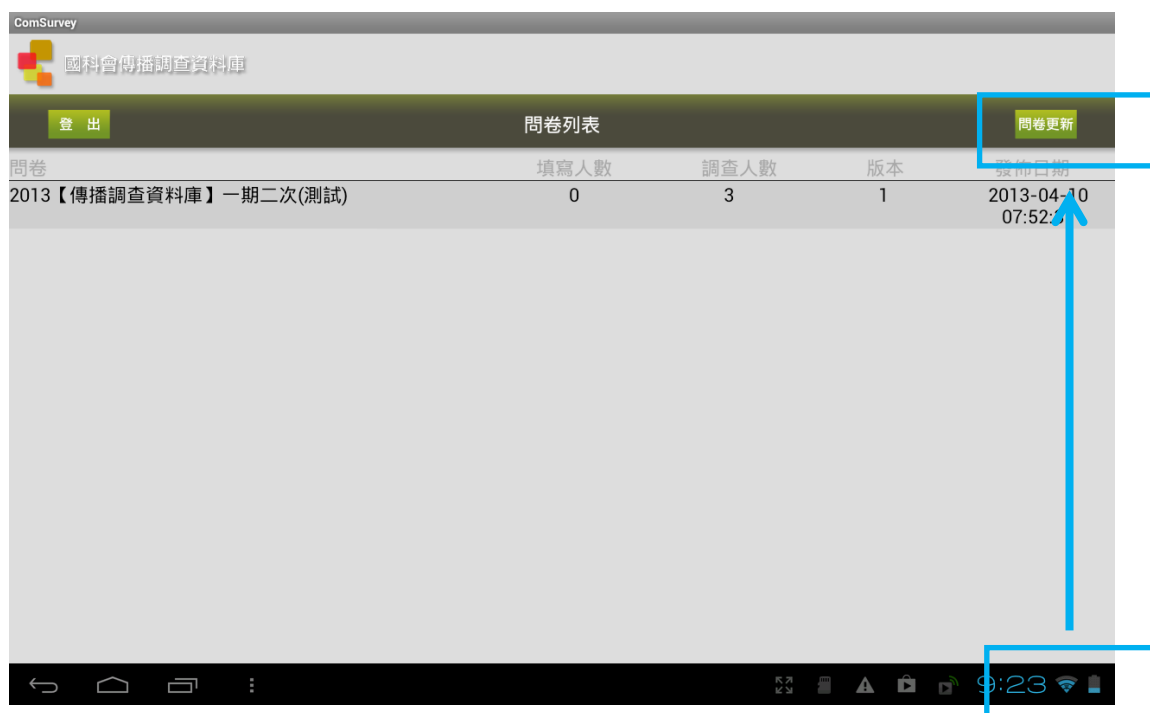 ComSurvey
國科會傳播調查資料庫
登 出 問卷列表 問卷更新
問卷 填寫人數 調查人數 版本 發佈日期
2013【傳播調查資料庫】一期二次(測試) 0 3 1 2013-04-10
9:23